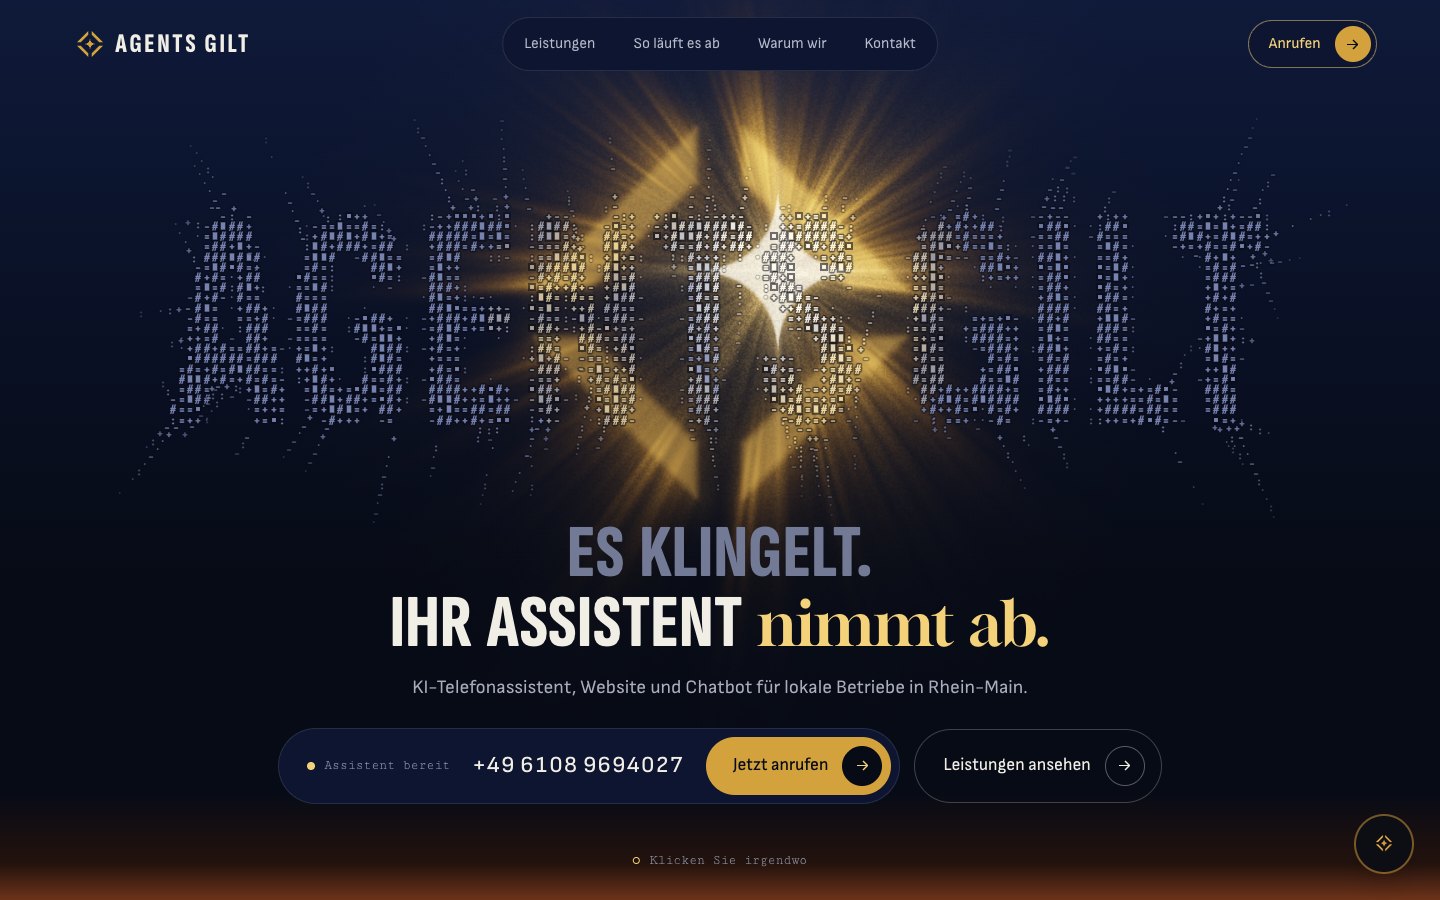 AGENTS GILT
Leistungen
So läuft es ab
Warum wir
Kontakt
Anrufen
AGENTS GILT
ES KLINGELT.
IHR ASSISTENT nimmt ab.
KI-Telefonassistent, Website und Chatbot für lokale Betriebe in Rhein-Main.
Assistent bereit
+49 6108 9694027
Jetzt anrufen
Leistungen ansehen
Klicken Sie irgendwo